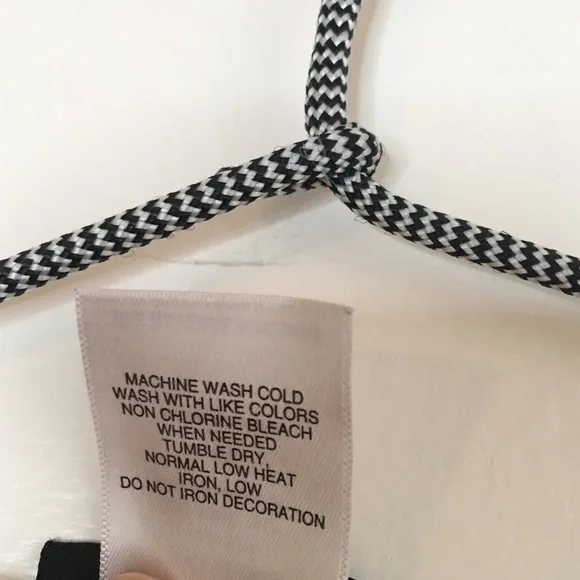 MACHINE WASH COLD
WASH WITH LIKE COLORS
NON CHLORINE BLEACH
WHEN NEEDED
TUMBLE DRY,
NORMAL LOW HEAT
IRON, LOW
DO NOT IRON DECORATION